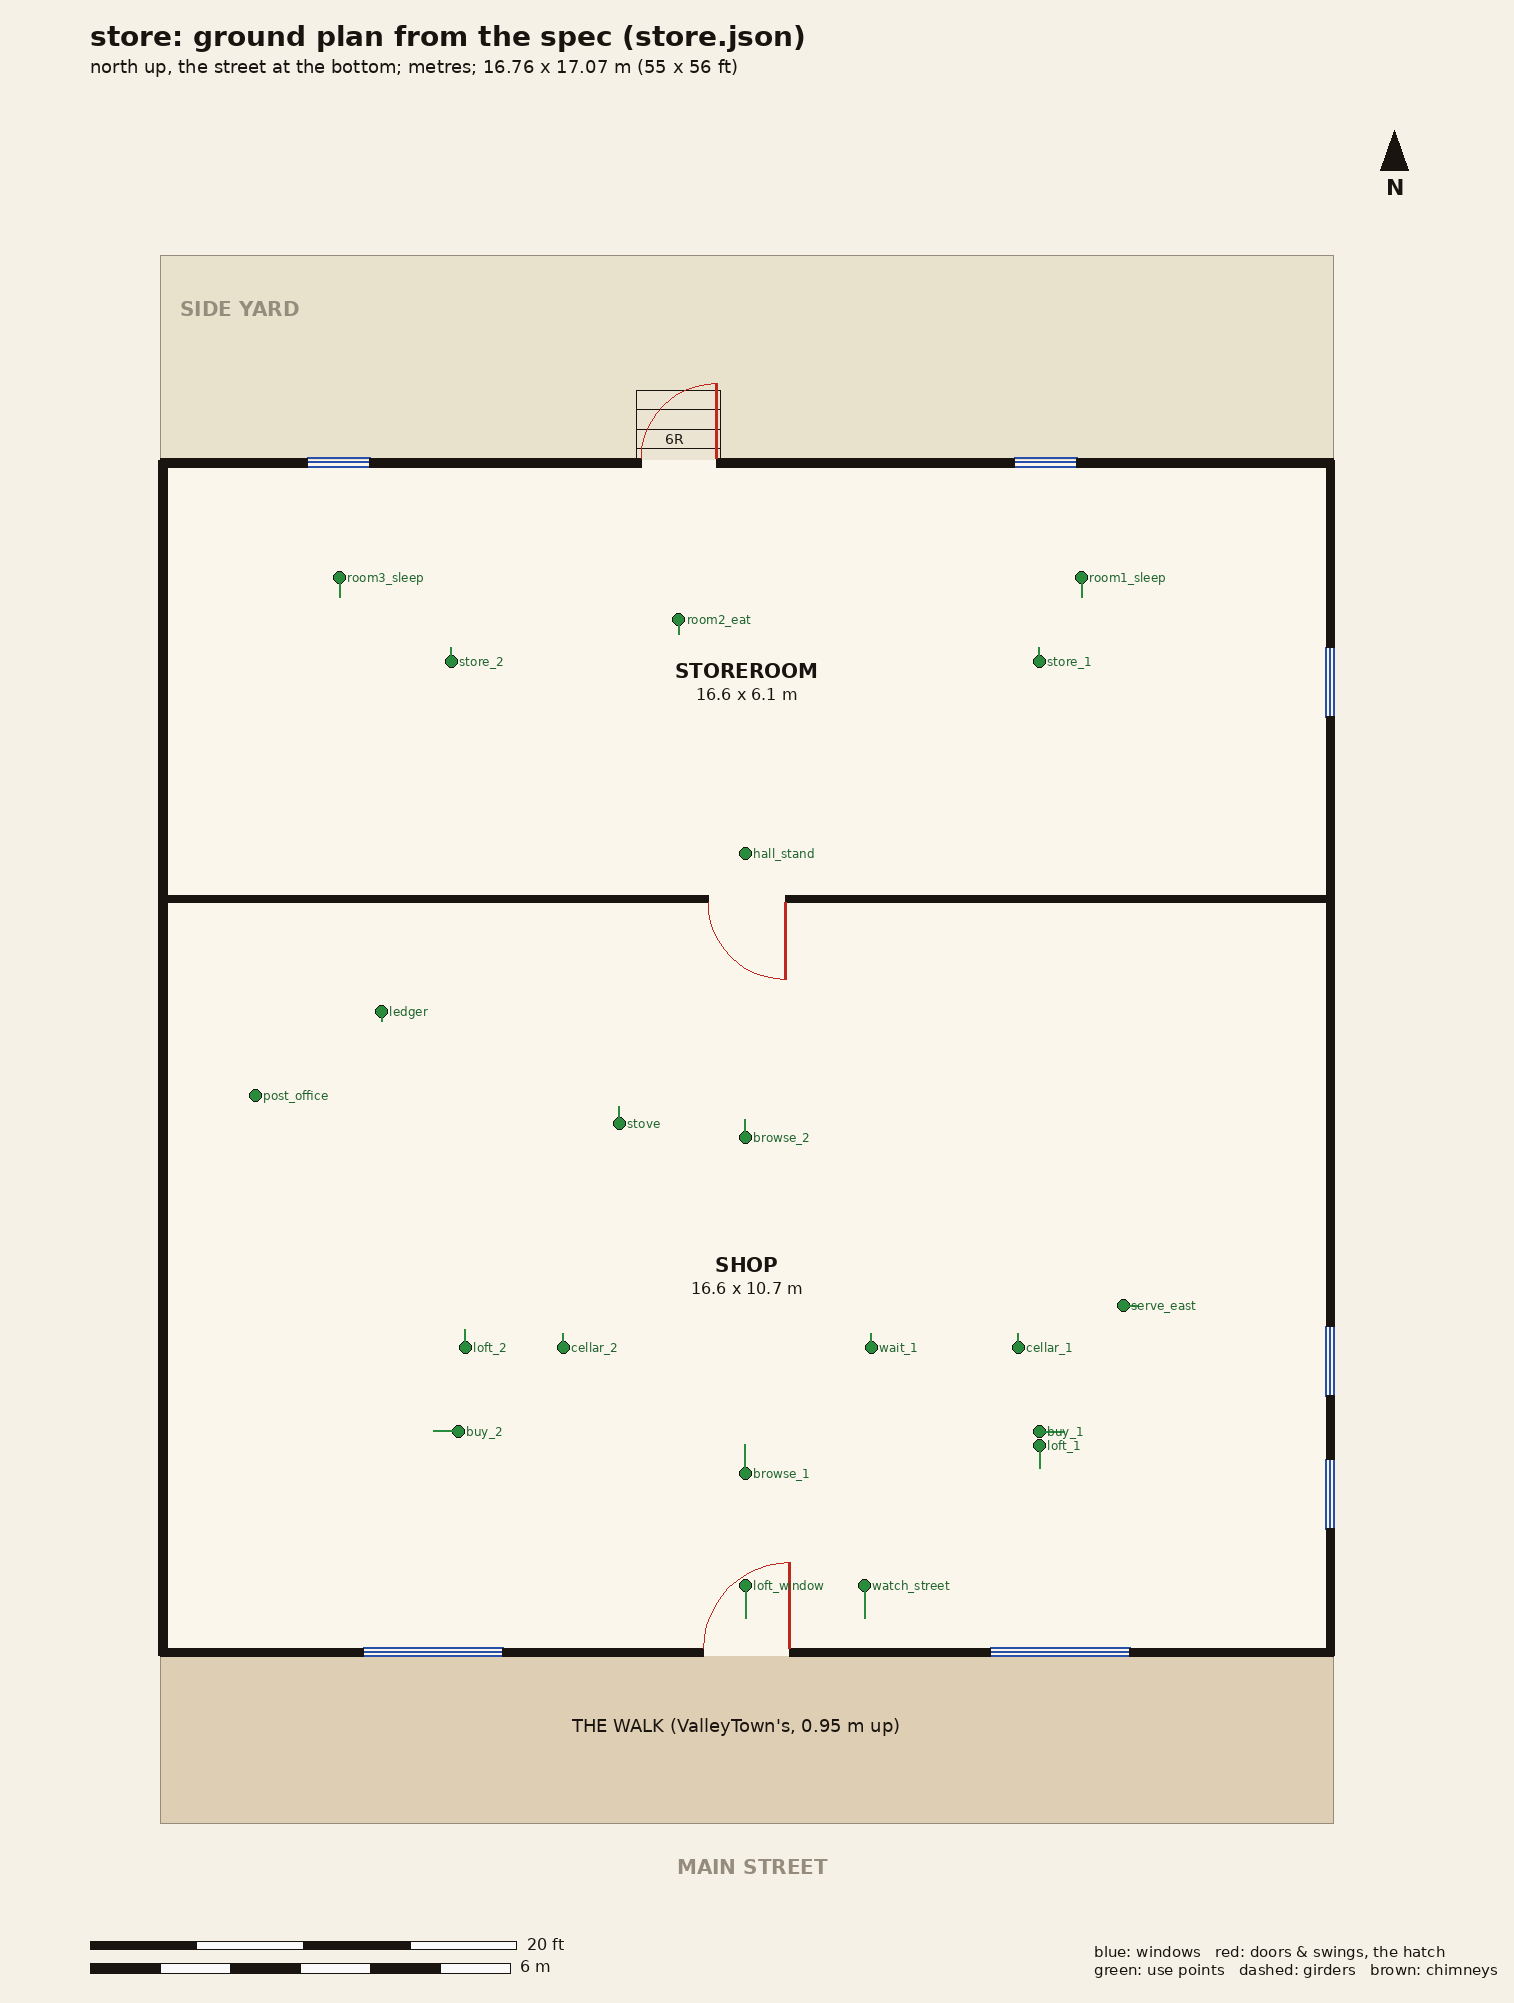 store: ground plan from the spec (store.json)
north up, the street at the bottom; metres; 16.76 x 17.07 m (55 x 56 ft)
N
SIDE YARD
6R
room3_sleep
room1_sleep
room2_eat
store_2
store_1
STOREROOM
16.6 x 6.1 m
hall_stand
ledger
post_office
stove
browse_2
SHOP
16.6 x 10.7 m
serve_east
loft_2
cellar_2
wait_1
cellar_1
buy_2
buy_1
loft_1
browse_1
loft_window
watch_street
THE WALK (ValleyTown's, 0.95 m up)
MAIN STREET
20 ft
6 m
blue: windows   red: doors & swings, the hatch
green: use points   dashed: girders   brown: chimneys